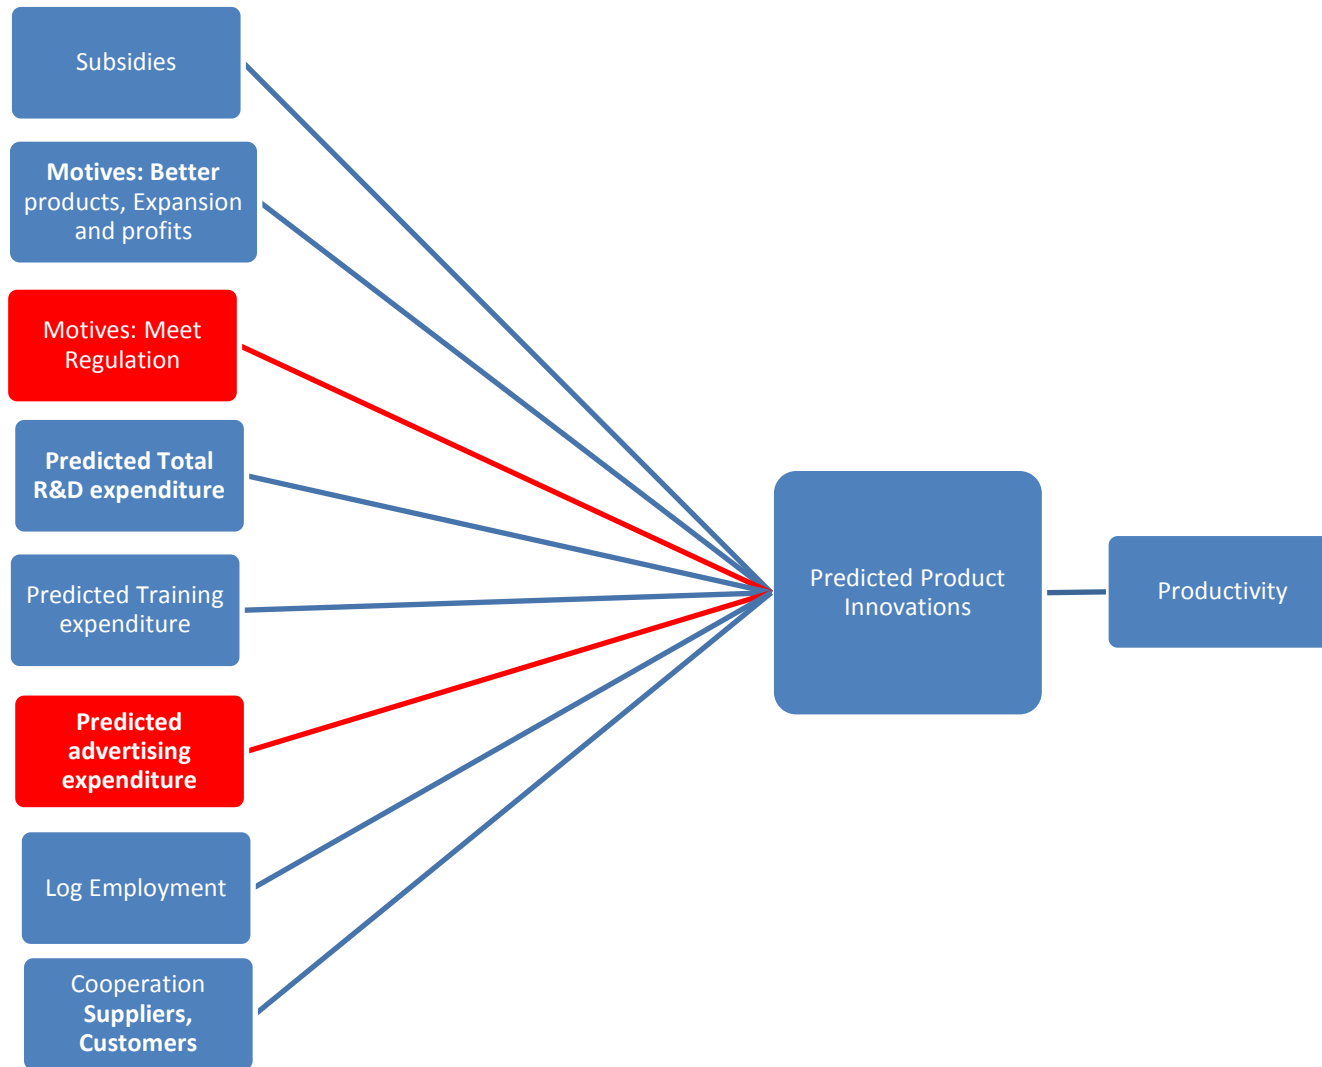 Subsidies
Motives: Better
products, Expansion
and profits
Motives: Meet
Regulation
Predicted Total
R&D expenditure
Predicted Training
expenditure
Predicted
advertising
expenditure
Log Employment
Cooperation
Suppliers,
Customers
Predicted Product
Innovations
Productivity